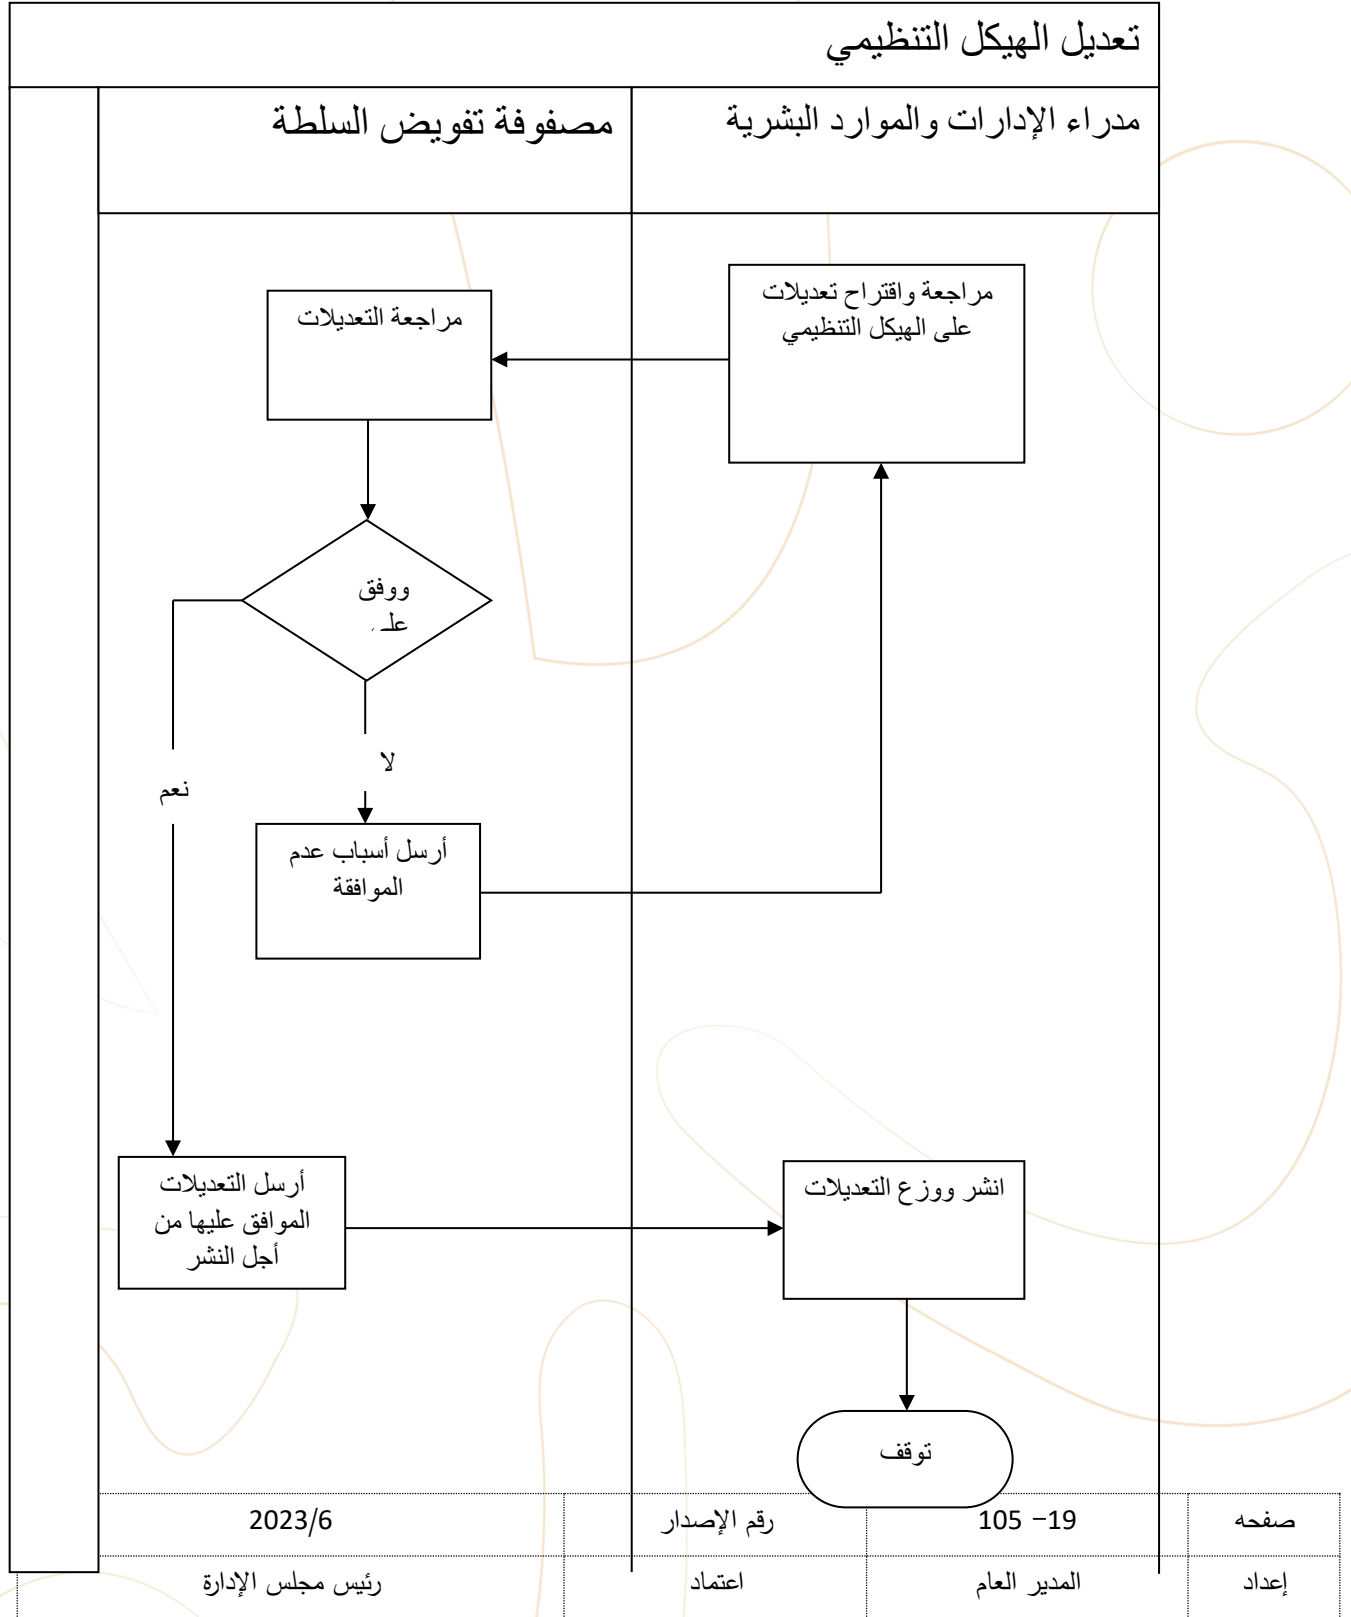 تعديل الهيكل التنظيمي
مدراء الإدارات والموارد البشرية
مصفوفة تفويض السلطة
مراجعة واقتراح تعديلات
على الهيكل التنظيمي
مراجعة التعديلات
ووفق
لا
نعم
أرسل أسباب عدم
الموافقة
أرسل التعديلات
الموافق عليها من
أجل النشر
انشر ووزع التعديلات
توقف
صفحه 19– 105 رقم الإصدار 2023/6
إعداد المدير العام اعتماد رئيس مجلس الإدارة